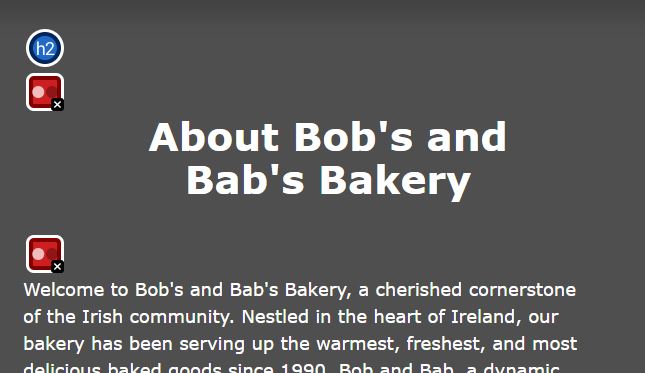 h2
About Bob's and
Bab's Bakery
Welcome to Bob's and Bab's Bakery, a cherished cornerstone
of the Irish community. Nestled in the heart of Ireland, our
bakery has been serving up the warmest, freshest, and most
delicious baked goods since 1990. Bob and Bab, a dynamic